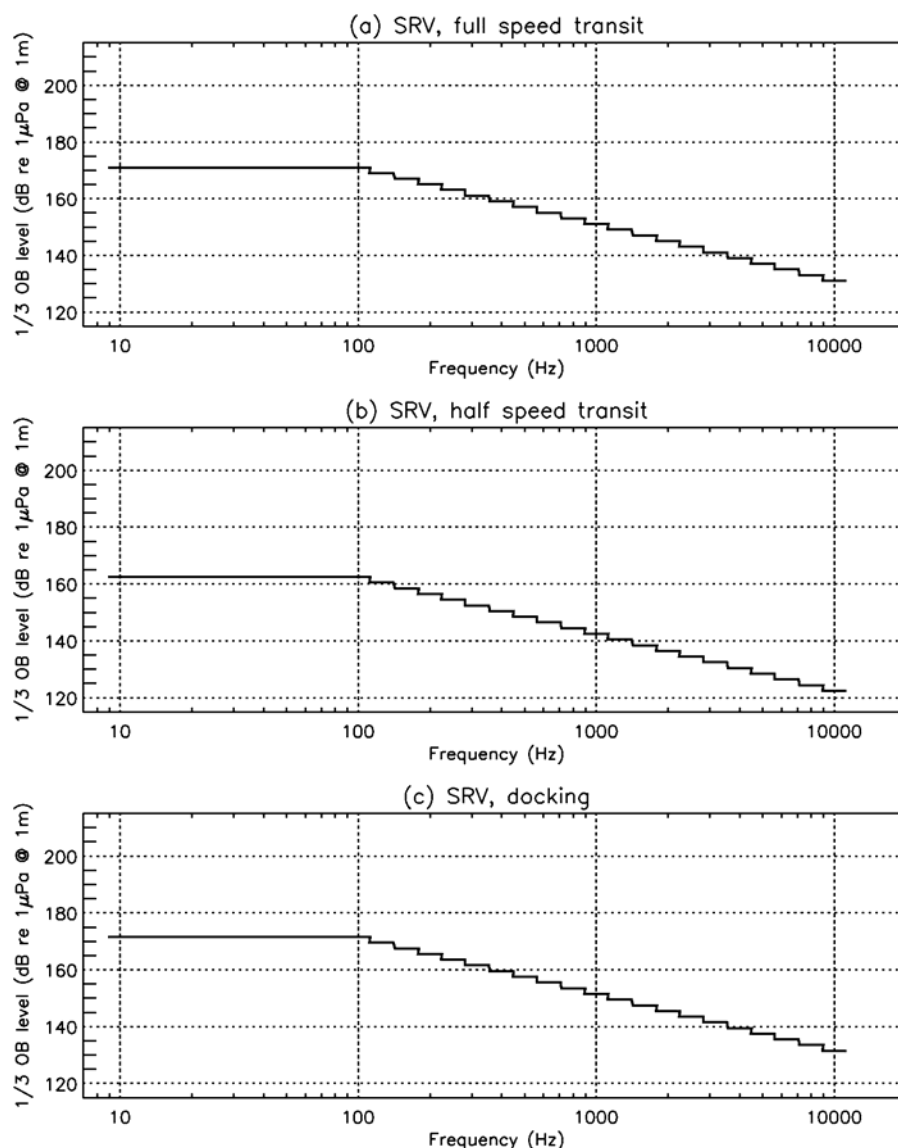 (a) SRV, full speed transit
1/3 OB level (dB re 1μPa @ 1m)
200
180
160
140
120
10 100 1000 10000
Frequency (Hz)
(b) SRV, half speed transit
1/3 OB level (dB re 1μPa @ 1m)
200
180
160
140
120
10 100 1000 10000
Frequency (Hz)
(c) SRV, docking
1/3 OB level (dB re 1μPa @ 1m)
200
180
160
140
120
10 100 1000 10000
Frequency (Hz)